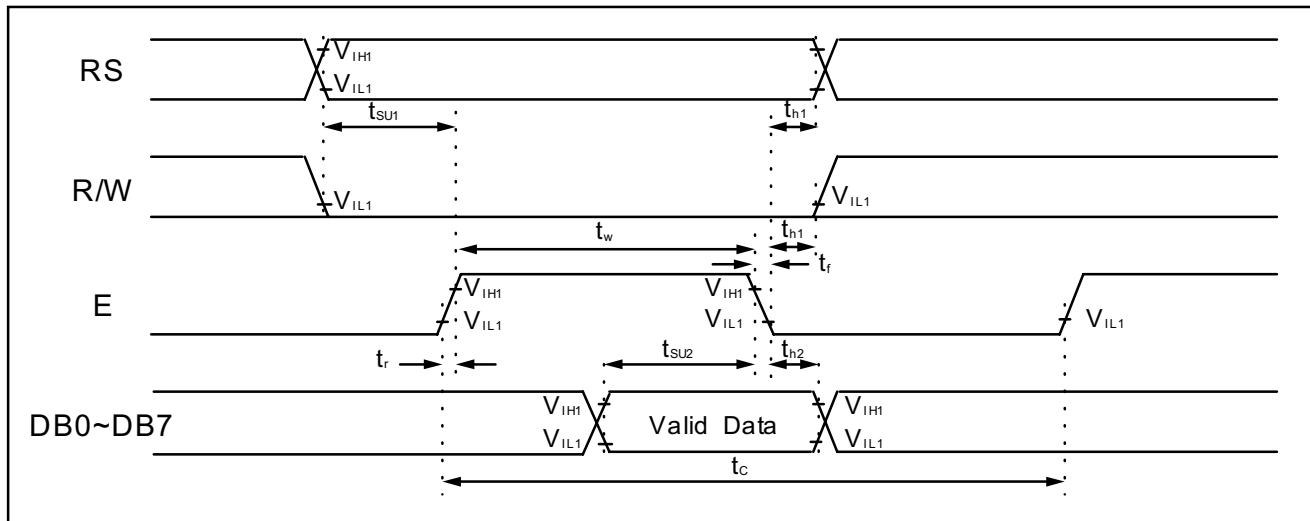 RS
VIH1
VIL1
tSU1
th1
R/W
VIL1
VIL1
tw
th1
tf
E
VIH1
VIL1
VIH1
VIL1
VIL1
tr
tSU2
th2
DB0~DB7
VIH1
VIL1
Valid Data
VIH1
VIL1
tC